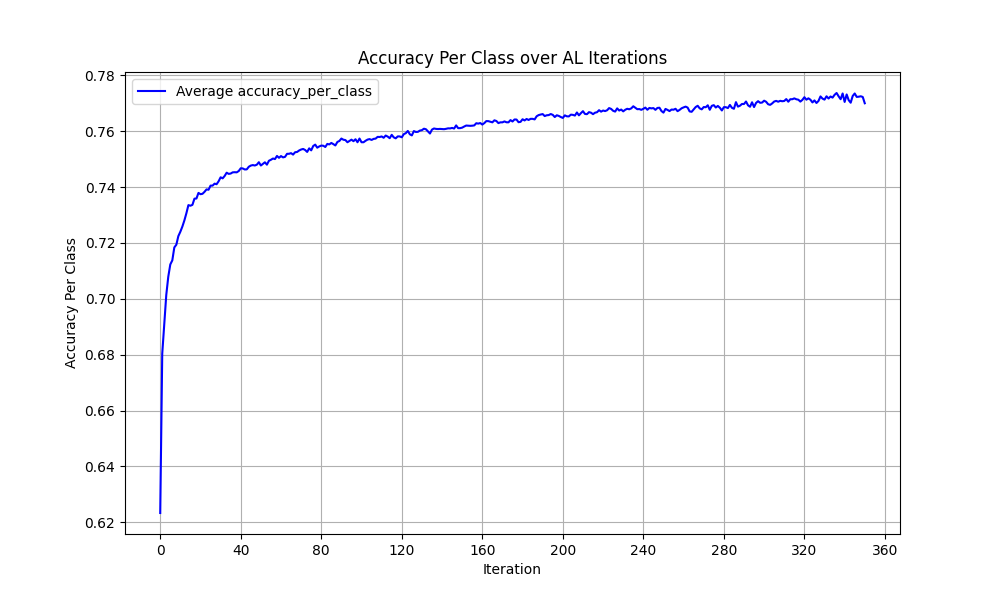 Accuracy Per Class over AL Iterations
Average accuracy_per_class
Accuracy Per Class
0.78
0.76
0.74
0.72
0.70
0.68
0.66
0.64
0.62
0 40 80 120 160 200 240 280 320 360
Iteration